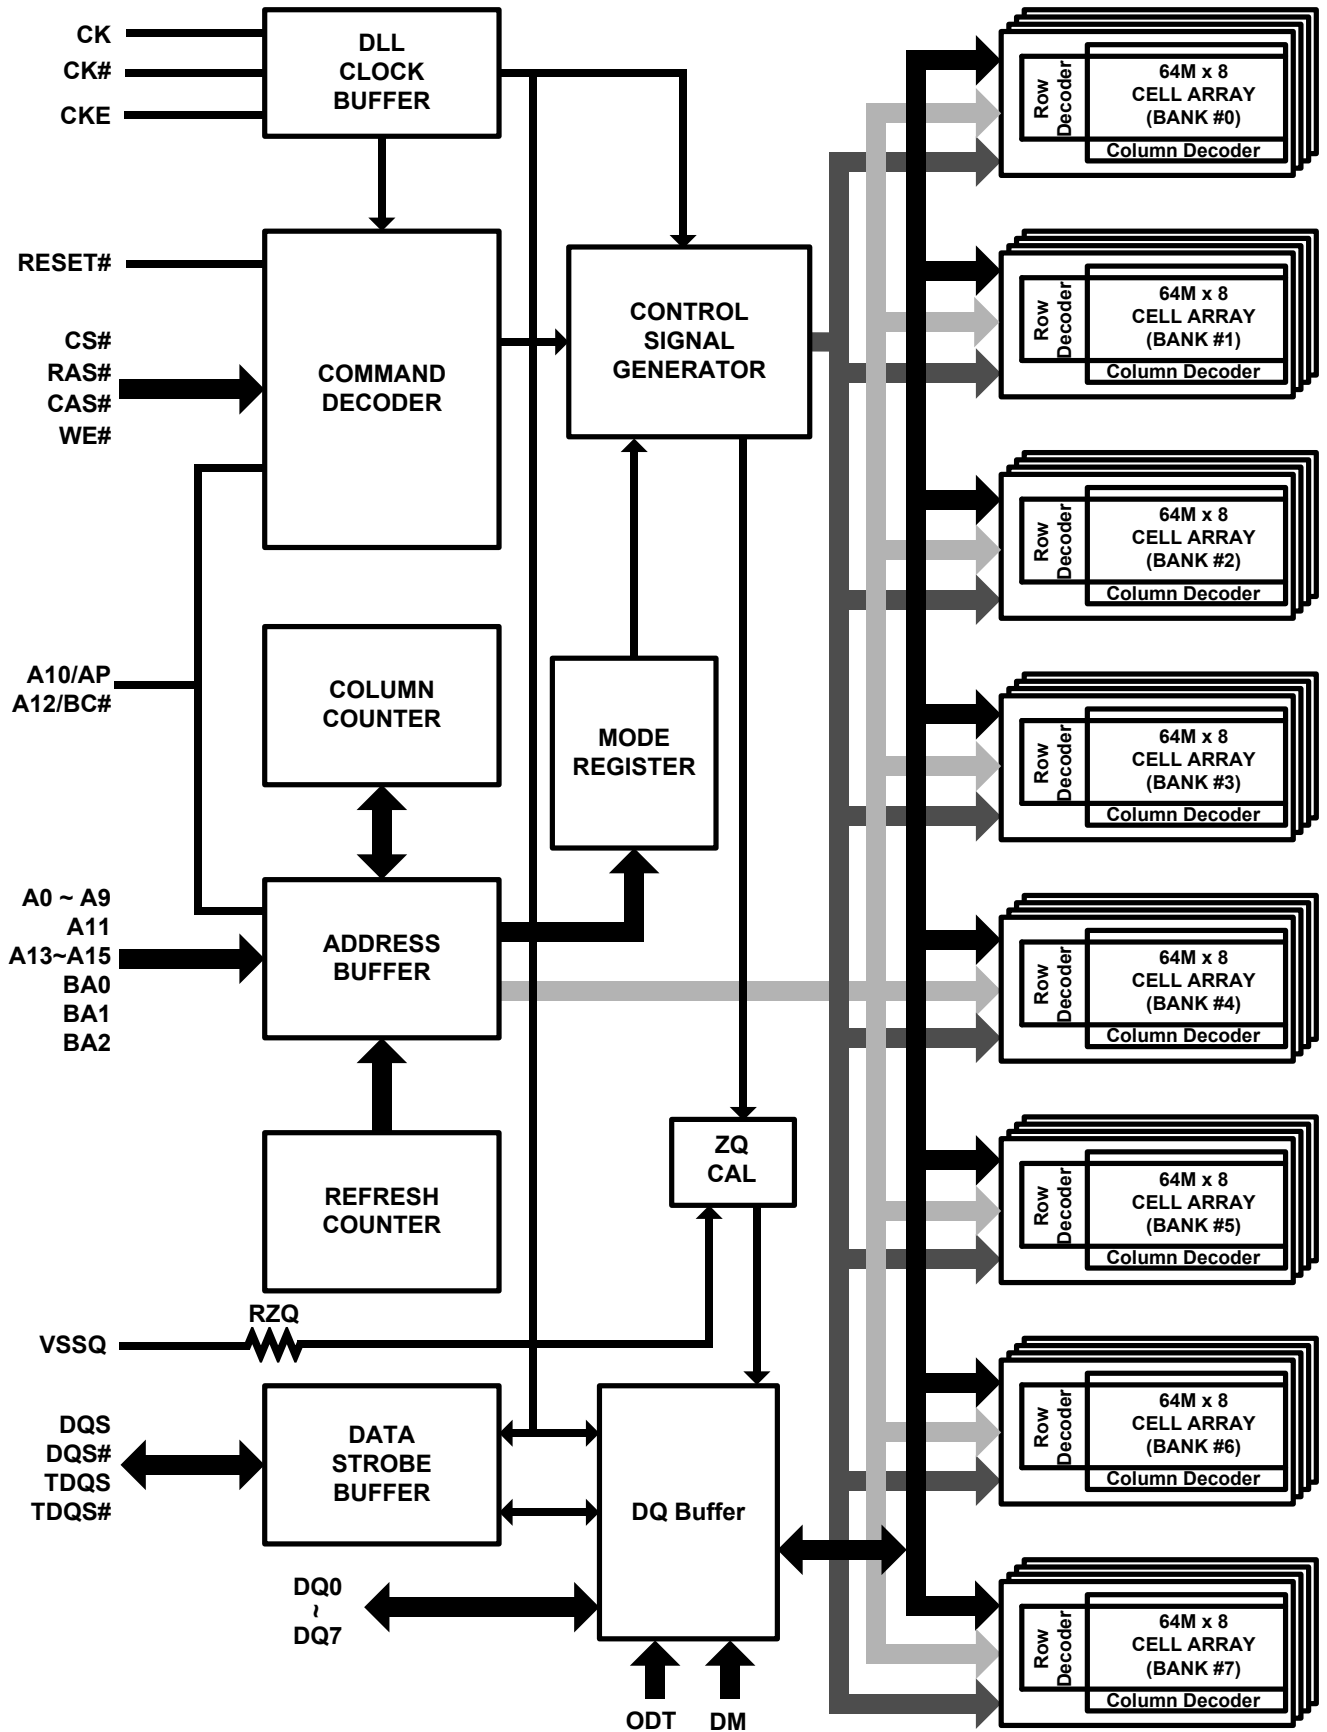 CK
CK#
CKE
DLL
CLOCK
BUFFER
RESET#
CS#
RAS#
CAS#
WE#
COMMAND
DECODER
CONTROL
SIGNAL
GENERATOR
A10/AP
A12/BC#
COLUMN
COUNTER
MODE
REGISTER
A0 ~ A9
A11
A13~A15
BA0
BA1
BA2
ADDRESS
BUFFER
REFRESH
COUNTER
ZQ
CAL
RZQ
VSSQ
DQS
DQS#
TDQS
TDQS#
DATA
STROBE
BUFFER
DQ Buffer
DQ0
~
DQ7
ODT
DM
Row
Decoder
64M x 8
CELL ARRAY
(BANK #0)
Column Decoder
Row
Decoder
64M x 8
CELL ARRAY
(BANK #1)
Column Decoder
Row
Decoder
64M x 8
CELL ARRAY
(BANK #2)
Column Decoder
Row
Decoder
64M x 8
CELL ARRAY
(BANK #3)
Column Decoder
Row
Decoder
64M x 8
CELL ARRAY
(BANK #4)
Column Decoder
Row
Decoder
64M x 8
CELL ARRAY
(BANK #5)
Column Decoder
Row
Decoder
64M x 8
CELL ARRAY
(BANK #6)
Column Decoder
Row
Decoder
64M x 8
CELL ARRAY
(BANK #7)
Column Decoder